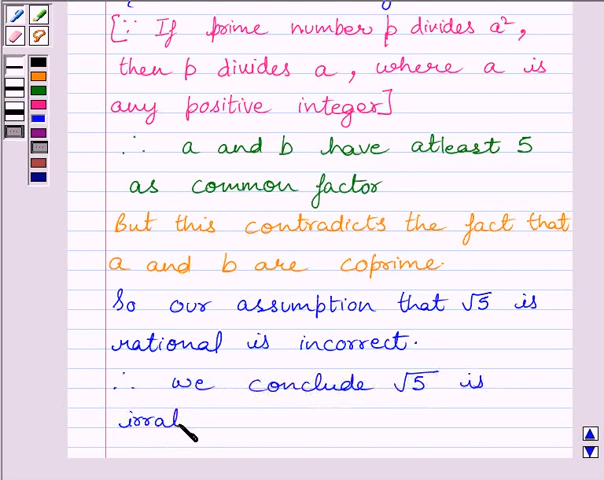 [∵ If prime number p divides a²,
then p divides a, where a is
any positive integer]
∴ a and b have atleast 5
as common factor
But this contradicts the fact that
a and b are coprime.
So our assumption that √5 is
rational is incorrect.
∴ we conclude √5 is
irrat